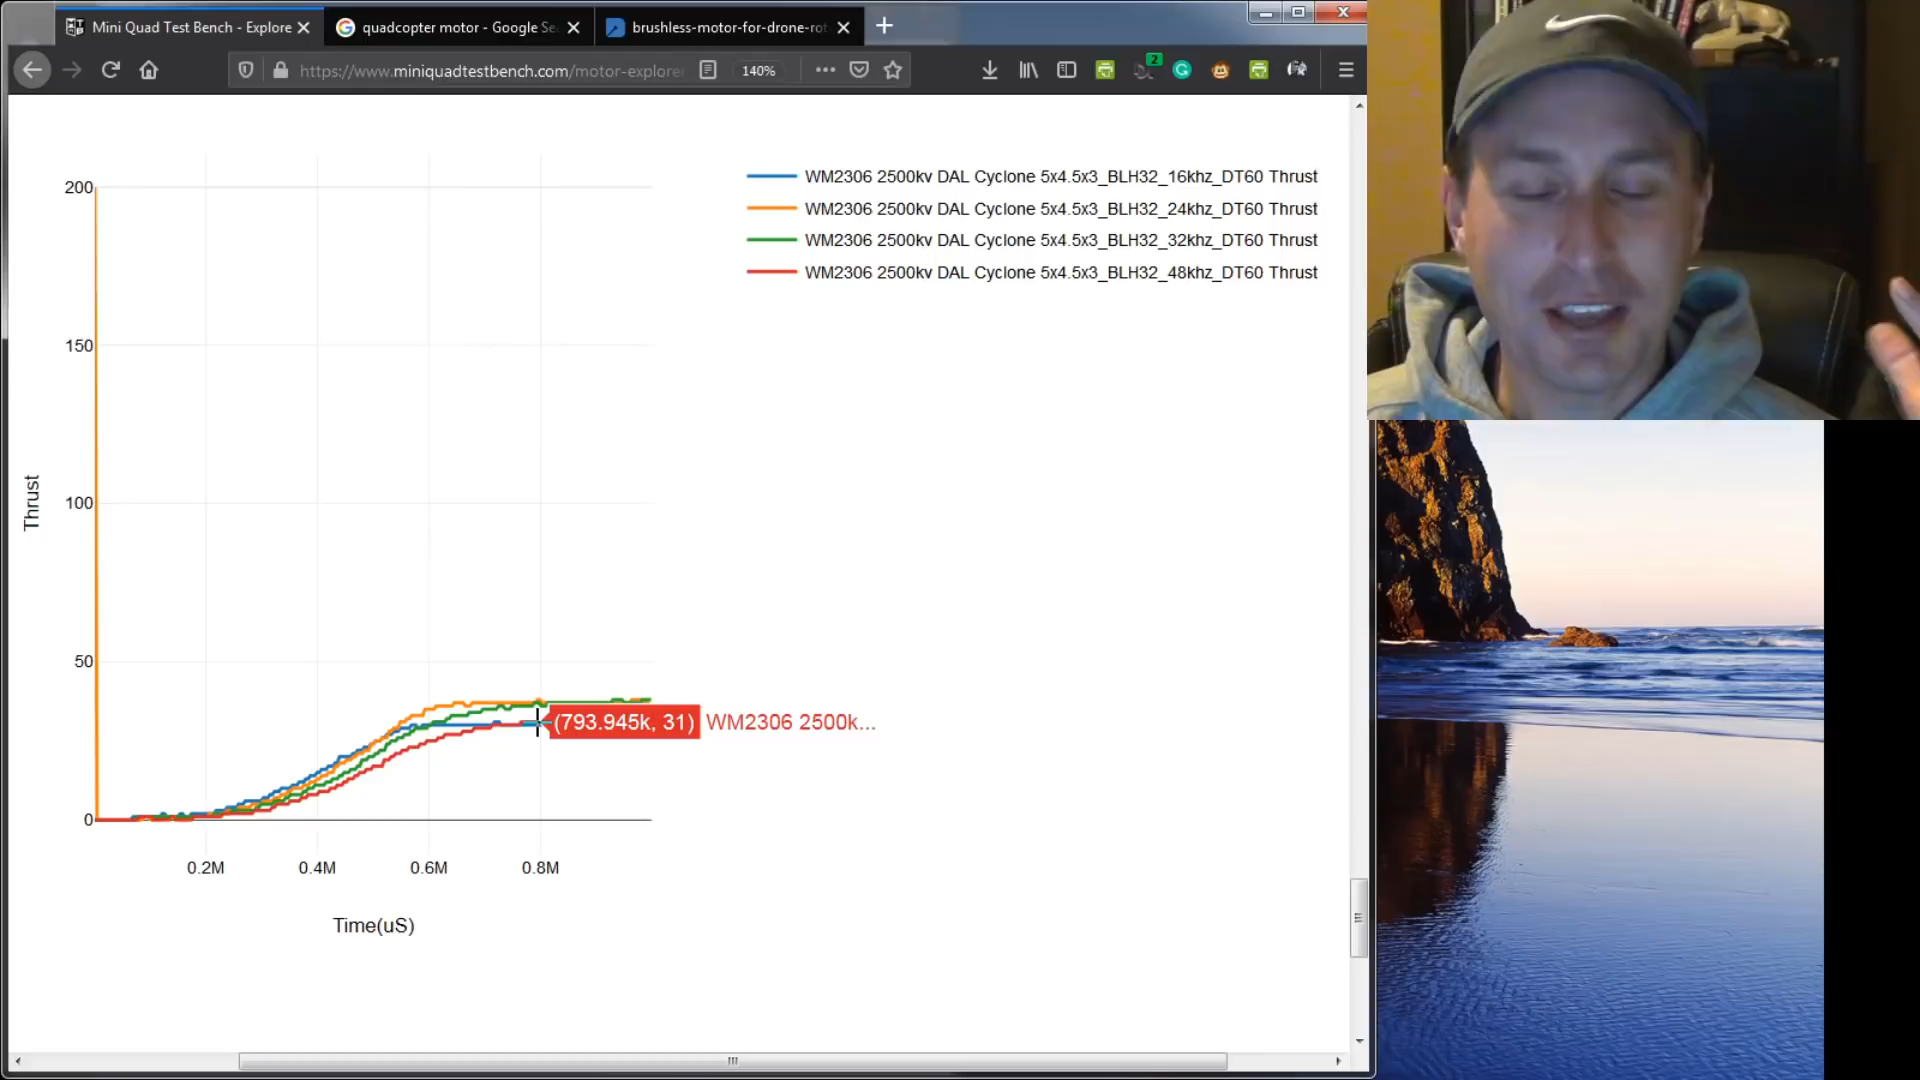 Mini Quad Test Bench - Explore
quadcopter motor - Google Se
brushless-motor-for-drone-rot
https://www.miniquadtestbench.com/motor-explorer
140%
2
WM2306 2500kv DAL Cyclone 5x4.5x3_BLH32_16khz_DT60 Thrust
WM2306 2500kv DAL Cyclone 5x4.5x3_BLH32_24khz_DT60 Thrust
WM2306 2500kv DAL Cyclone 5x4.5x3_BLH32_32khz_DT60 Thrust
WM2306 2500kv DAL Cyclone 5x4.5x3_BLH32_48khz_DT60 Thrust
200
150
100
50
0
Thrust
(793.945k, 31) WM2306 2500k...
0.2M 0.4M 0.6M 0.8M
Time(uS)